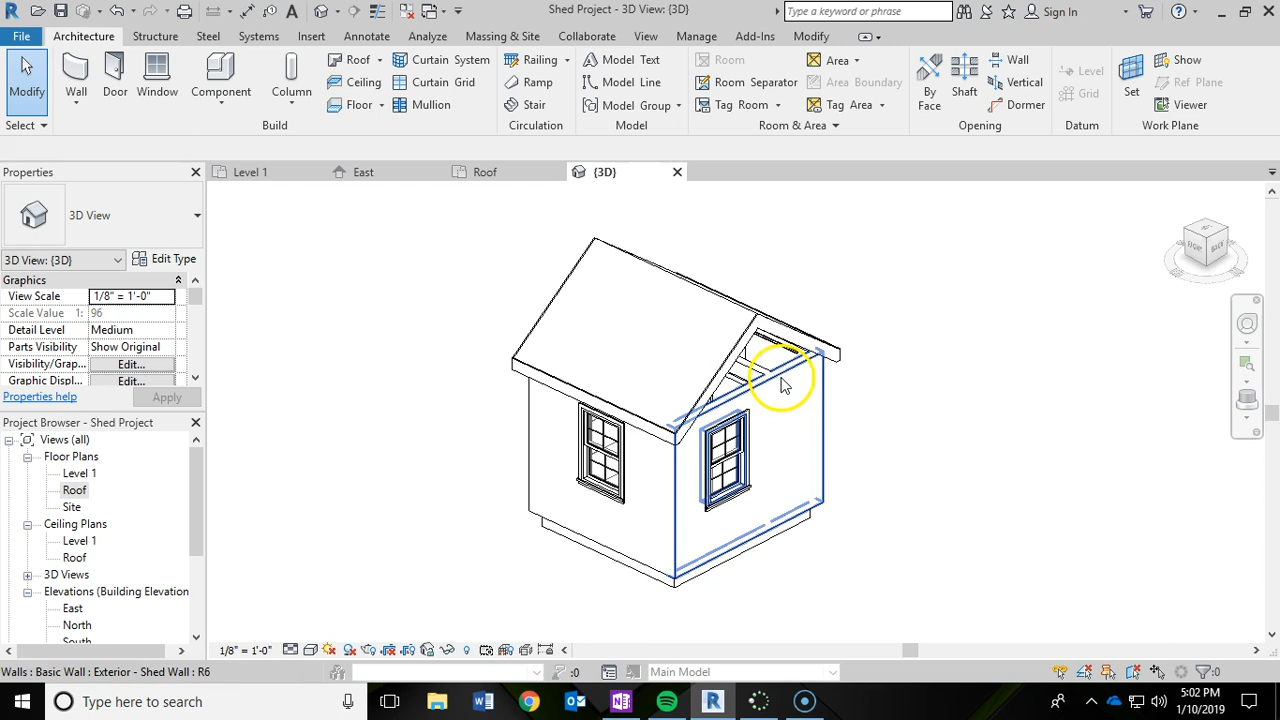 Shed Project - 3D View: {3D}
Type a keyword or phrase
Sign In
File
Architecture
Structure
Steel
Systems
Insert
Annotate
Analyze
Massing & Site
Collaborate
View
Manage
Add-Ins
Modify
Modify
Wall
Door
Window
Component
Column
Roof
Ceiling
Floor
Curtain System
Curtain Grid
Mullion
Railing
Ramp
Stair
Model Text
Model Line
Model Group
Room
Room Separator
Tag Room
Area
Area Boundary
Tag Area
By Face
Shaft
Wall
Vertical
Dormer
Level
Grid
Set
Show
Ref Plane
Viewer
Select
Build
Circulation
Model
Room & Area
Opening
Datum
Work Plane
Properties
Level 1
East
Roof
{3D}
3D View
3D View: {3D}
Edit Type
Graphics
View Scale
1/8" = 1'-0"
Scale Value 1:
96
Detail Level
Medium
Parts Visibility
Show Original
Visibility/Grap...
Edit...
Graphic Displ...
Edit...
Properties help
Apply
Project Browser - Shed Project
Views (all)
Floor Plans
Level 1
Roof
Site
Ceiling Plans
Level 1
Roof
3D Views
Elevations (Building Elevation
East
North
South
RIGHT
BACK
1/8" = 1'-0"
Walls : Basic Wall : Exterior - Shed Wall : R6
:0
Main Model
:0
Type here to search
5:02 PM
1/10/2019